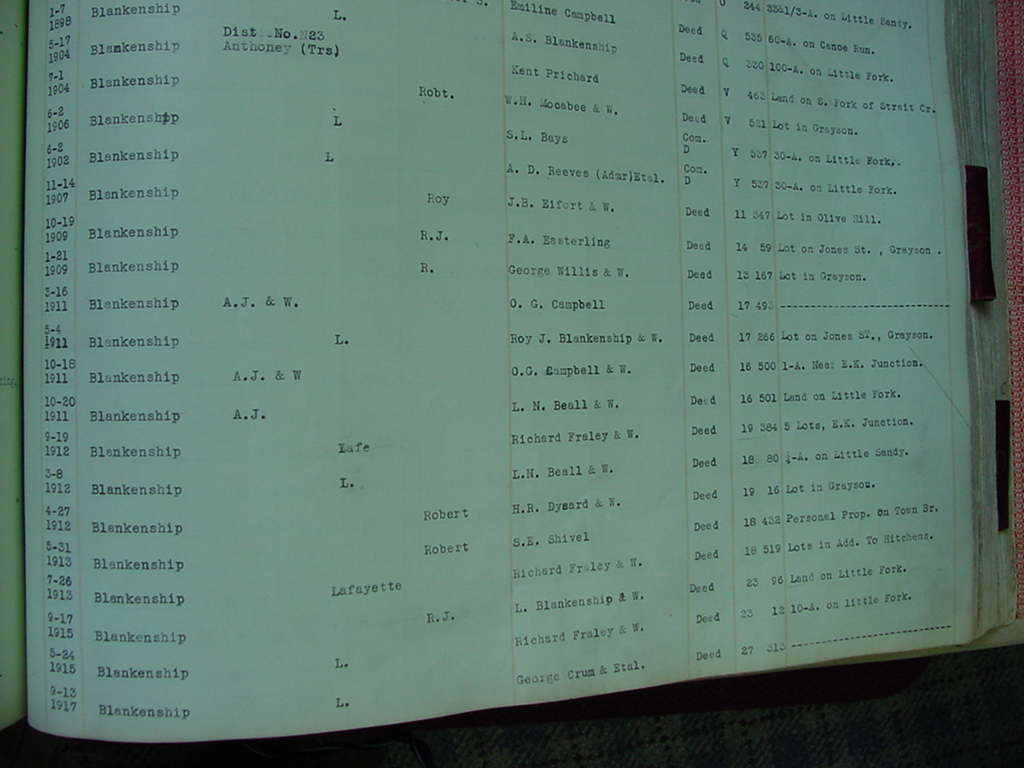 244 33&1/3-A. on Little Sandy.
Emiline Campbell Deed Q 535 60-A. on Canoe Run.
1-7
1898 Blankenship L. A.S. Blankenship Deed Q 330 100-A. on Little Fork.
5-17 Dist. No. 23
1904 Blankenship Anthoney (Trs) Kent Prichard Deed V 463 Land on S. Fork of Strait Cr.
7-1
1904 Blankenship Robt. W.H. Mocabee & W. Deed V 521 Lot in Grayson.
6-2 Com.
1906 Blankenship L S.L. Bays D Y 537 30-A. on Little Fork.
6-2 Com.
1902 Blankenship L A. D. Reeves (Admr)Etal. D Y 537 30-A. on Little Fork.
11-14
1907 Blankenship Roy J.B. Eifort & W. Deed 11 347 Lot in Olive Hill.
10-19
1909 Blankenship R.J. F.A. Easterling Deed 14 59 Lot on Jones St. , Grayson .
1-21
1909 Blankenship R. George Willis & W. Deed 13 167 Lot in Grayson.
3-16
1911 Blankenship A.J. & W. O. G. Campbell Deed 17 493 --------------------
5-4
1911 Blankenship L. Roy J. Blankenship & W. Deed 17 266 Lot on Jones ST., Grayson.
10-18
1911 Blankenship A.J. & W O.G. Campbell & W. Deed 16 500 1-A. Near E.K. Junction.
10-20
1911 Blankenship A.J. L. N. Beall & W. Deed 16 501 Land on Little Fork.
9-19
1912 Blankenship Lafe Richard Fraley & W. Deed 19 384 5 Lots, E.K. Junction.
3-8
1912 Blankenship L. L.N. Beall & W. Deed 18 80 -A. on Little Sandy.
4-27
1912 Blankenship Robert H.R. Dysard & W. Deed 19 16 Lot in Grayson.
5-31
1913 Blankenship Robert S.E. Shivel Deed 18 432 Personal Prop. On Town Br.
7-26
1913 Blankenship Lafayette Richard Fraley & W. Deed 18 519 Lots in Add. To Hitchens.
9-17
1915 Blankenship R.J. L. Blankenship & W. Deed 23 96 Land on Little Fork.
5-24
1915 Blankenship L. Richard Fraley & W. Deed 23 12 10-A. on little Fork.
9-13
1917 Blankenship L. George Crum & Etal. Deed 27 313 --------------------